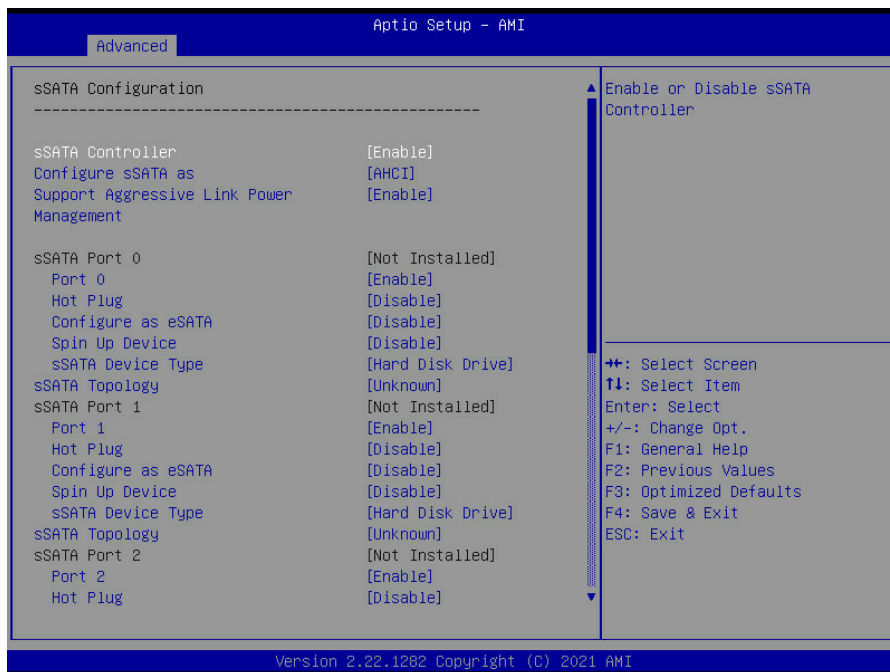 Aptio Setup – AMI
Advanced
sSATA Configuration
--------------------------------------------------
sSATA Controller [Enable]
Configure sSATA as [AHCI]
Support Aggressive Link Power [Enable]
Management
sSATA Port 0 [Not Installed]
Port 0 [Enable]
Hot Plug [Disable]
Configure as eSATA [Disable]
Spin Up Device [Disable]
sSATA Device Type [Hard Disk Drive]
sSATA Topology [Unknown]
sSATA Port 1 [Not Installed]
Port 1 [Enable]
Hot Plug [Disable]
Configure as eSATA [Disable]
Spin Up Device [Disable]
sSATA Device Type [Hard Disk Drive]
sSATA Topology [Unknown]
sSATA Port 2 [Not Installed]
Port 2 [Enable]
Hot Plug [Disable]
Enable or Disable sSATA
Controller
→←: Select Screen
↑↓: Select Item
Enter: Select
+/-: Change Opt.
F1: General Help
F2: Previous Values
F3: Optimized Defaults
F4: Save & Exit
ESC: Exit
Version 2.22.1282 Copyright (C) 2021 AMI